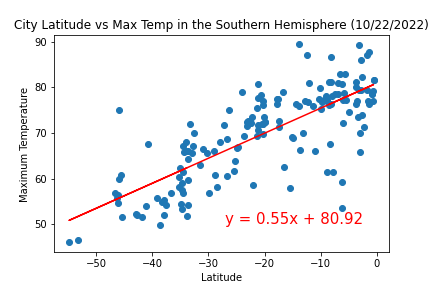 City Latitude vs Max Temp in the Southern Hemisphere (10/22/2022)
90
80
70
60
50
Maximum Temperature
y = 0.55x + 80.92
−50 −40 −30 −20 −10 0
Latitude